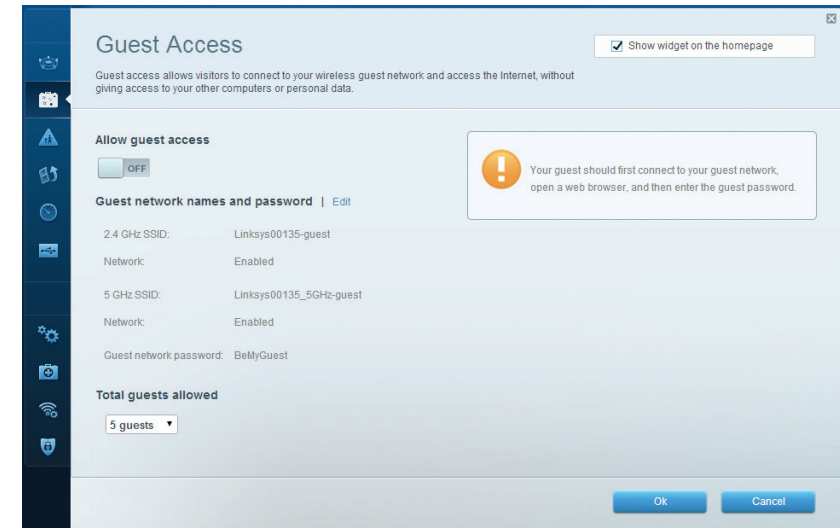 Guest Access
Show widget on the homepage
Guest access allows visitors to connect to your wireless guest network and access the Internet, without
giving access to your other computers or personal data.
Allow guest access
OFF
Your guest should first connect to your guest network,
open a web browser, and then enter the guest password.
Guest network names and password | Edit
2.4 GHz SSID: Linksys00135-guest
Network: Enabled
5 GHz SSID: Linksys00135_5GHz-guest
Network: Enabled
Guest network password: BeMyGuest
Total guests allowed
5 guests
Ok Cancel